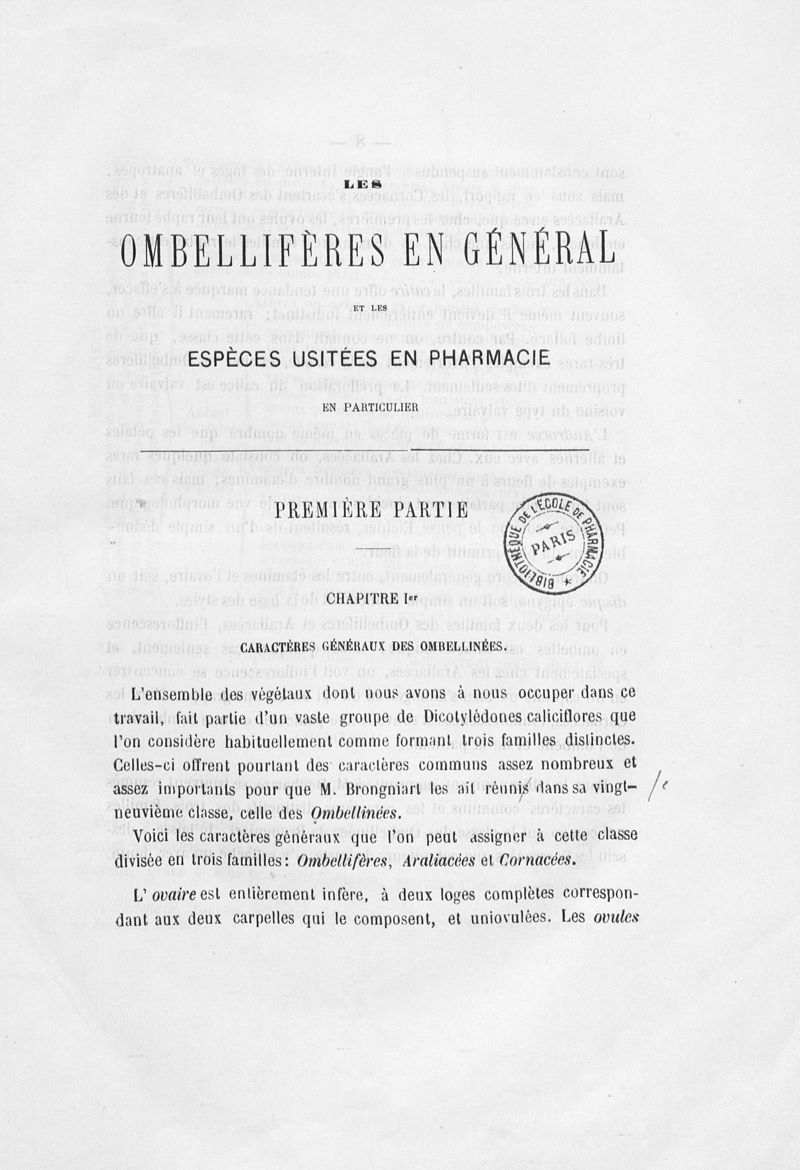 LES
OMBELLIFÈRES EN GÉNÉRAL
ET LES
ESPÈCES USITÉES EN PHARMACIE
EN PARTICULIER
PREMIÈRE PARTIE
BIBLIOTHÈQUE DE L'ÉCOLE DE PHARMACIE
PARIS
CHAPITRE Ier
CARACTÈRES GÉNÉRAUX DES OMBELLINÉES.
L'ensemble des végétaux dont nous avons à nous occuper dans ce
travail, fait partie d'un vaste groupe de Dicotylédones caliciflores que
l'on considère habituellement comme formant trois familles distinctes.
Celles-ci offrent pourtant des caractères communs assez nombreux et
assez importants pour que M. Brongniart les ait réunis dans sa vingt-
neuvième classe, celle des Ombellinées.
Voici les caractères généraux que l'on peut assigner à cette classe
divisée en trois familles: Ombellifères, Araliacées et Cornacées.
L' ovaire est entièrement infère, à deux loges complètes correspon-
dant aux deux carpelles qui le composent, et uniovulées. Les ovules